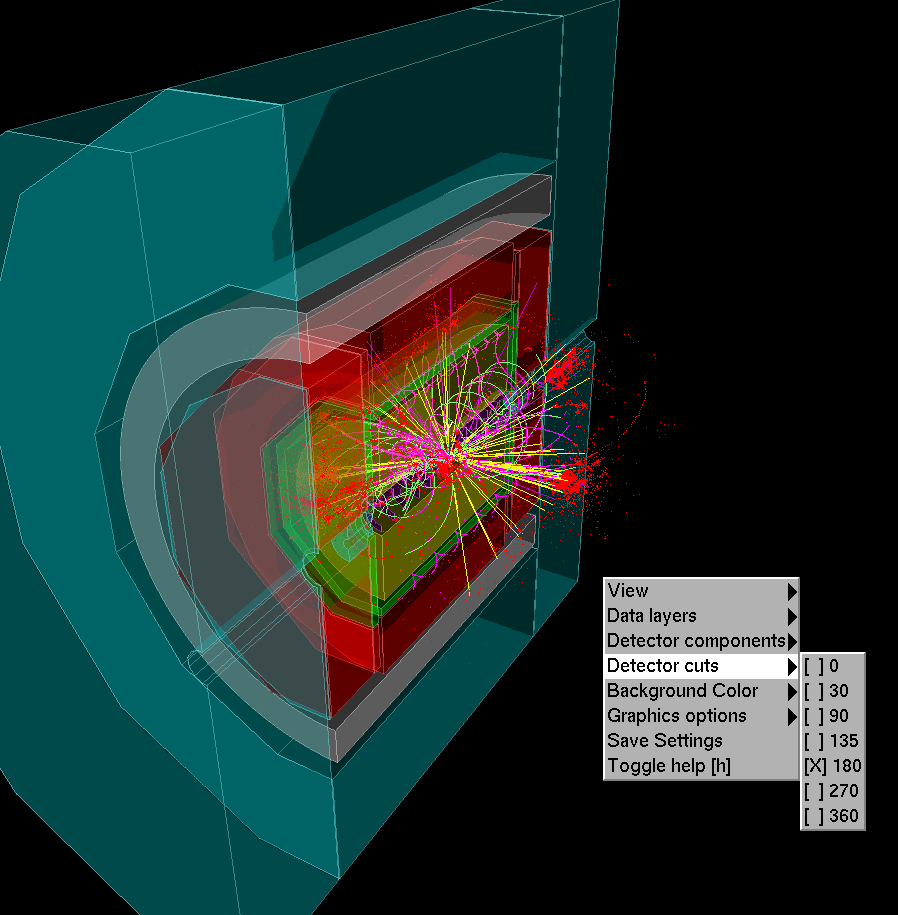 View
Data layers
Detector components
Detector cuts
Background Color
Graphics options
Save Settings
Toggle help [h]
[ ] 0
[ ] 30
[ ] 90
[ ] 135
[X] 180
[ ] 270
[ ] 360